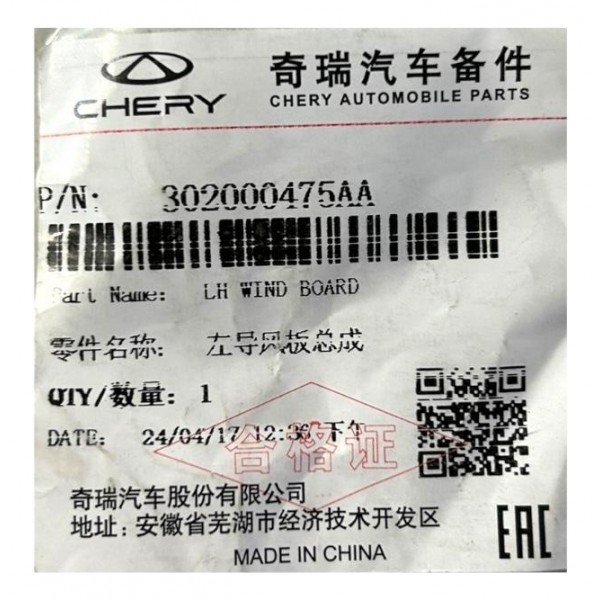 CHERY
奇瑞汽车备件
CHERY AUTOMOBILE PARTS
P/N: 302000475AA
Part Name: LH WIND BOARD
零件名称: 左导风板总成
QTY/数量: 1
DATE: 24/04/17 12:36 下午
合格证
奇瑞汽车股份有限公司
地址: 安徽省芜湖市经济技术开发区
MADE IN CHINA
EAC